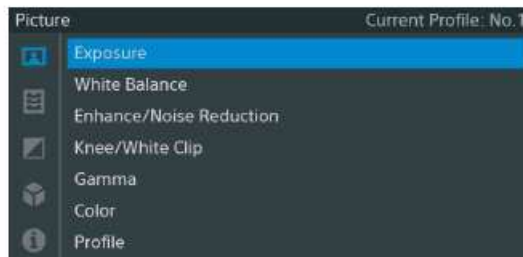 Picture
Current Profile: No.1
Exposure
White Balance
Enhance/Noise Reduction
Knee/White Clip
Gamma
Color
Profile